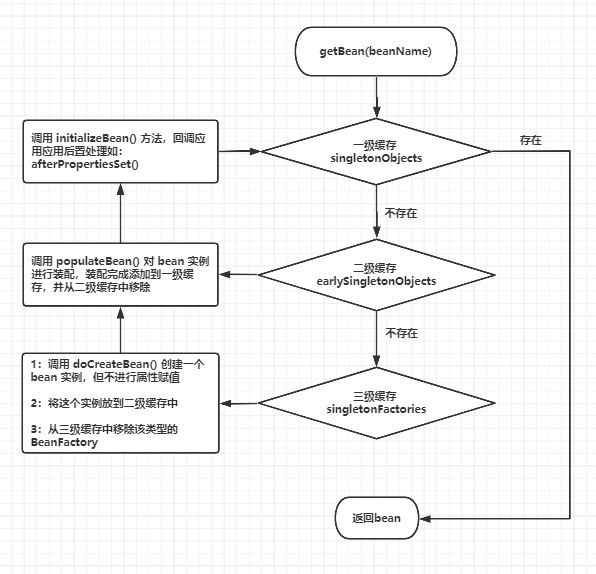 getBean(beanName)
调用 initializeBean() 方法，回调应
用应用后置处理如：
afterPropertiesSet()
一级缓存
singletonObjects
存在
不存在
调用 populateBean() 对 bean 实例
进行装配，装配完成添加到一级缓
存，并从二级缓存中移除
二级缓存
earlySingletonObjects
不存在
1：调用 doCreateBean() 创建一个
bean 实例，但不进行属性赋值
2：将这个实例放到二级缓存中
3：从三级缓存中移除该类型的
BeanFactory
三级缓存
singletonFactories
返回bean